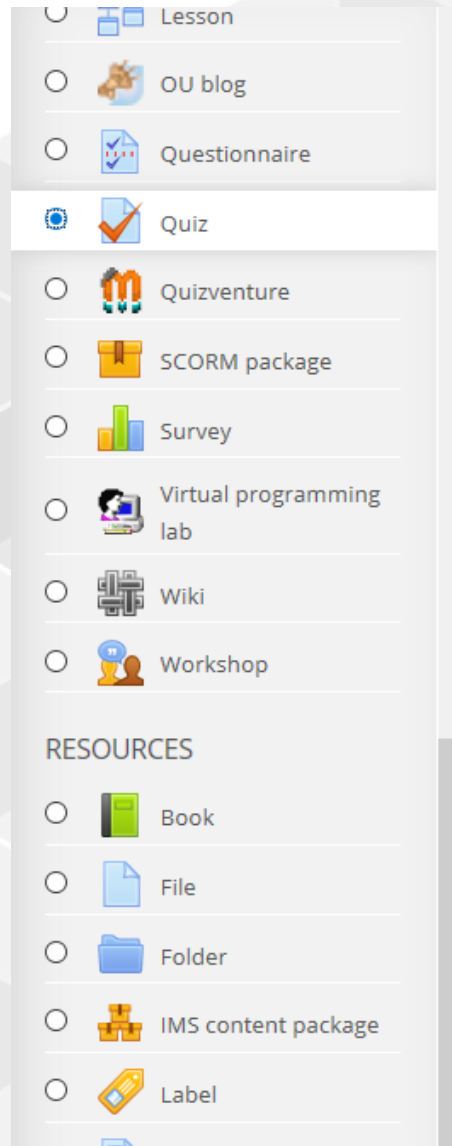 Lesson
OU blog
Questionnaire
Quiz
Quizventure
SCORM package
Survey
Virtual programming
lab
Wiki
Workshop
RESOURCES
Book
File
Folder
IMS content package
Label